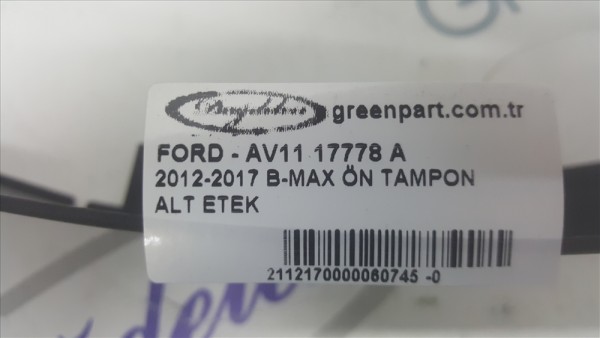 greenpart.com.tr
FORD - AV11 17778 A
2012-2017 B-MAX ÖN TAMPON
ALT ETEK
2112170000060745 -0